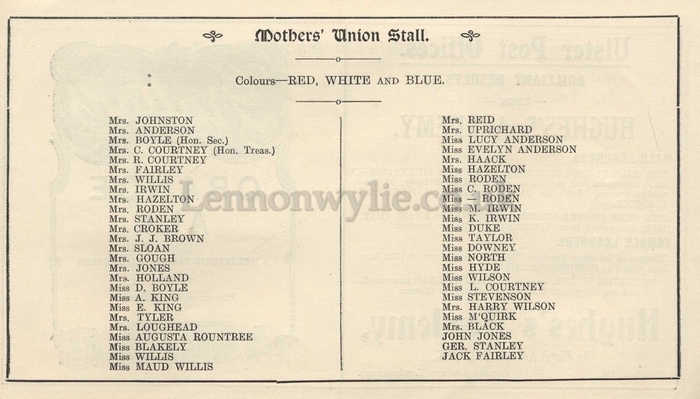 Mothers' Union Stall.
Colours—RED, WHITE AND BLUE.
Mrs. JOHNSTON
Mrs. ANDERSON
Mrs. BOYLE (Hon. Sec.)
Mrs. C. COURTNEY (Hon. Treas.)
Mrs. R. COURTNEY
Mrs. FAIRLEY
Mrs. WILLIS
Mrs. IRWIN
Mrs. HAZELTON
Mrs. RODEN
Mrs. STANLEY
Mrs. CROKER
Mrs. J. J. BROWN
Mrs. SLOAN
Mrs. GOUGH
Mrs. JONES
Mrs. HOLLAND
Miss D. BOYLE
Miss A. KING
Miss E. KING
Mrs. TYLER
Mrs. LOUGHEAD
Miss AUGUSTA ROUNTREE
Miss BLAKELY
Miss WILLIS
Miss MAUD WILLIS
Mrs. REID
Mrs. UPRICHARD
Miss LUCY ANDERSON
Miss EVELYN ANDERSON
Mrs. HAACK
Miss HAZELTON
Miss RODEN
Miss C. RODEN
Miss — RODEN
Miss M. IRWIN
Miss K. IRWIN
Miss DUKE
Miss TAYLOR
Miss DOWNEY
Miss NORTH
Miss HYDE
Miss WILSON
Miss L. COURTNEY
Miss STEVENSON
Mrs. HARRY WILSON
Miss M'QUIRK
Mrs. BLACK
JOHN JONES
GER. STANLEY
JACK FAIRLEY